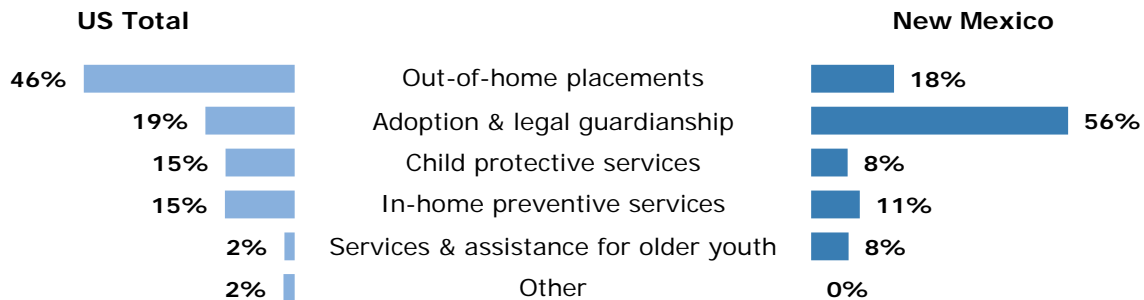 US Total New Mexico
46% Out-of-home placements 18%
19% Adoption & legal guardianship 56%
15% Child protective services 8%
15% In-home preventive services 11%
2% Services & assistance for older youth 8%
2% Other 0%